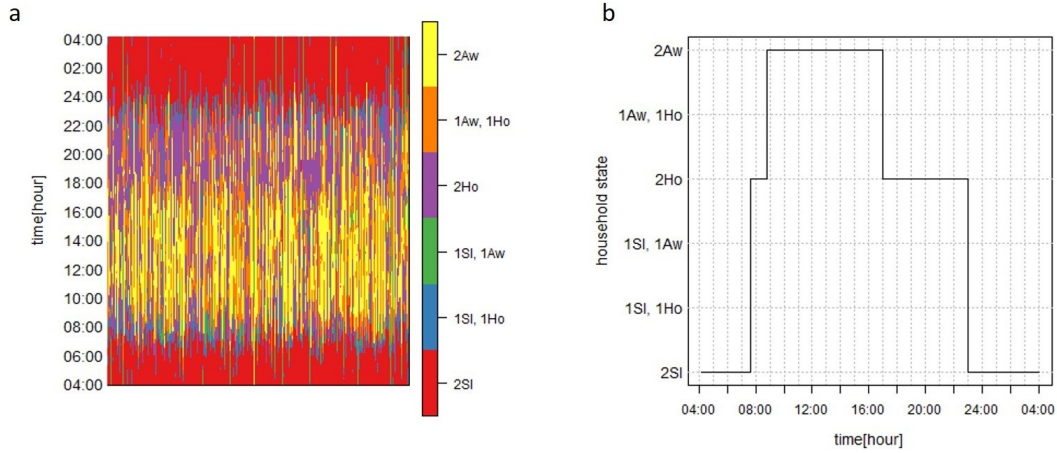 a
04:00
02:00
24:00
22:00
20:00
18:00
16:00
14:00
12:00
10:00
08:00
06:00
04:00
time[hour]
2Aw
1Aw, 1Ho
2Ho
1Sl, 1Aw
1Sl, 1Ho
2Sl
b
2Aw
1Aw, 1Ho
2Ho
1Sl, 1Aw
1Sl, 1Ho
2Sl
household state
04:00 08:00 12:00 16:00 20:00 24:00 04:00
time[hour]